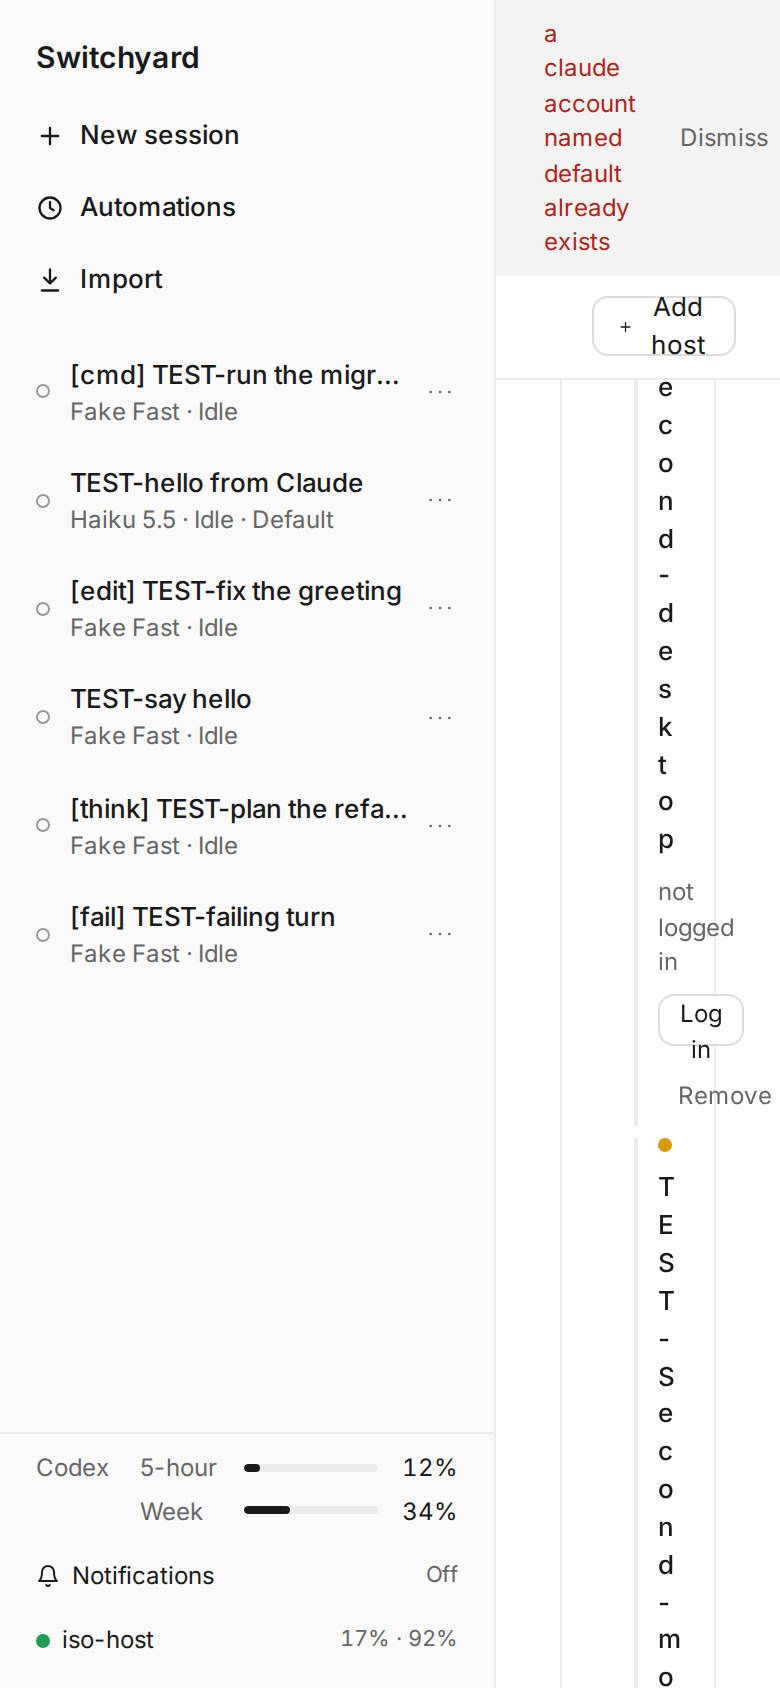 Switchyard
New session
Automations
Import
[cmd] TEST-run the migr...
Fake Fast · Idle
TEST-hello from Claude
Haiku 5.5 · Idle · Default
[edit] TEST-fix the greeting
Fake Fast · Idle
TEST-say hello
Fake Fast · Idle
[think] TEST-plan the refa...
Fake Fast · Idle
[fail] TEST-failing turn
Fake Fast · Idle
Codex 5-hour 12%
Week 34%
Notifications Off
iso-host 17% · 92%
a
claude
account
named
default
already
exists
Dismiss
+ Add
host
e
c
o
n
d
-
d
e
s
k
t
o
p
not
logged
in
Log
in
Remove
T
E
S
T
-
S
e
c
o
n
d
-
m
o